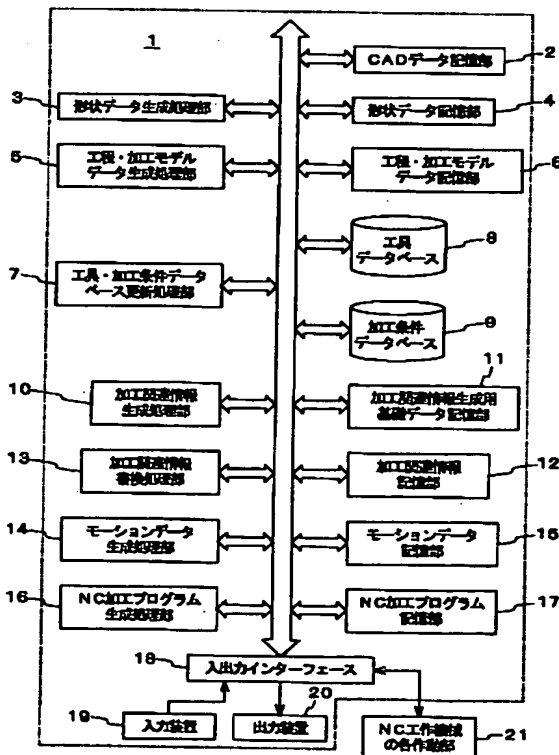 1
CADデータ記憶部
2
3
形状データ生成処理部
形状データ記憶部
4
5
工程・加工モデル
データ生成処理部
工程・加工モデル
データ記憶部
6
工具
データベース
8
7
工具・加工条件データ
ベース更新処理部
加工条件
データベース
9
10
加工関連情報
生成処理部
11
加工関連情報生成用
基礎データ記憶部
13
加工関連情報
書換処理部
加工関連情報
記憶部
12
14
モーションデータ
生成処理部
モーションデータ
記憶部
15
16
NC加工プログラム
生成処理部
NC加工プログラム
記憶部
17
18
入出力インターフェース
19
入力装置
20
出力装置
NC工作機械
の各作動部
21